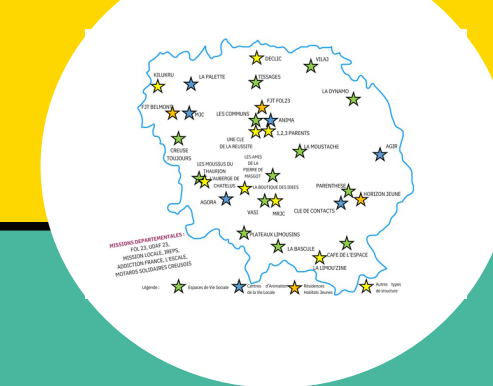 DECLIC
VILAJ
KILUKRU
LA PALETTE
TISSAGES
LA DYNAMO
FJT FOL23
FJT BELMONT
MJC
LES COMMUNS
ANIMA
1,2,3 PARENTS
UNE CLE
DE LA REUSSITE
CREUSE
TOUJOURS
LA MOUSTACHE
AGIR
LES AMIS
DE LA
PIERRE DE
MASGOT
LES MOUSSUS DU
THAURION
L'AUBERGE DE
CHATELUS
LA BOUTIQUE DES IDEES
PARENTHESE
HORIZON JEUNE
AGORA
VASI
MRJC
CLE DE CONTACTS
PLATEAUX LIMOUSINS
LA BASCULE
CAFE DE L'ESPACE
LA LIMOU'ZINE
MISSIONS DEPARTEMENTALES :
FOL 23, UDAF 23,
MISSION LOCALE, IREPS,
ADDICTION FRANCE, L'ESCALE,
MOTARDS SOLIDAIRES CREUSOIS
Légende :
Espaces de Vie Sociale
Centres d'Animation
de la Vie Locale
Résidences
Habitats Jeunes
Autres types
de structure